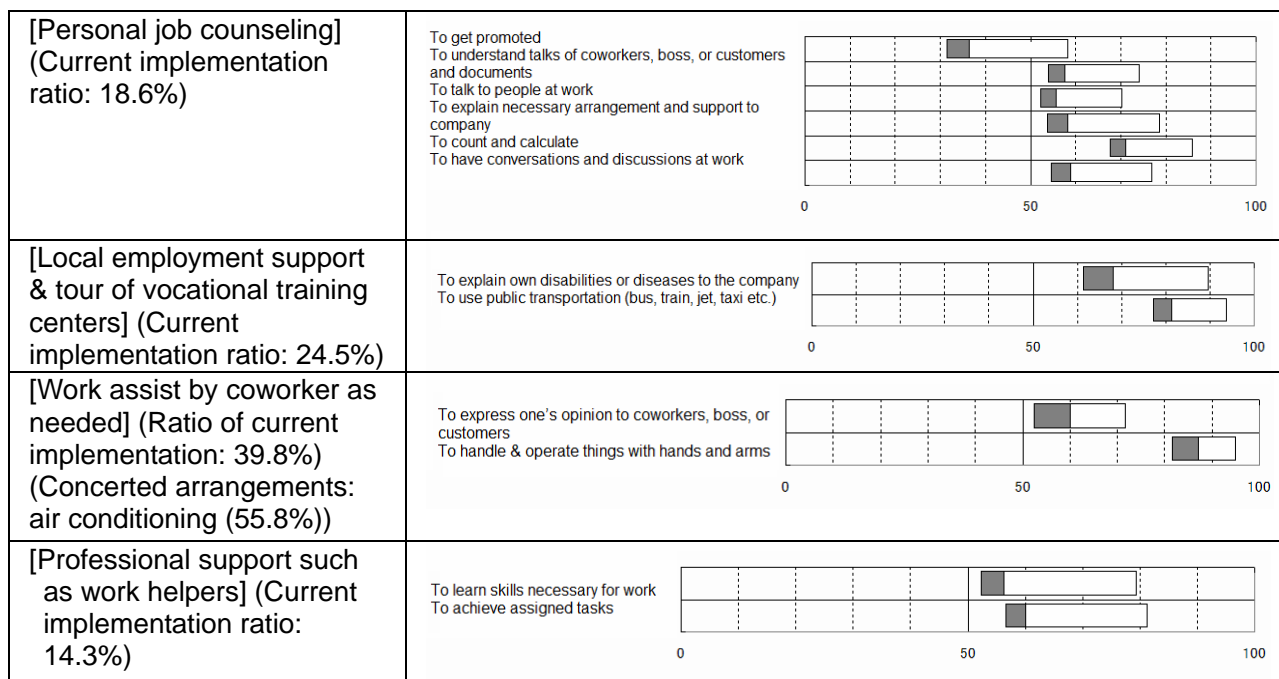 [Personal job counseling]
(Current implementation
ratio: 18.6%)
To get promoted
To understand talks of coworkers, boss, or customers
and documents
To talk to people at work
To explain necessary arrangement and support to
company
To count and calculate
To have conversations and discussions at work
0 50 100
[Local employment support
& tour of vocational training
centers] (Current
implementation ratio: 24.5%)
To explain own disabilities or diseases to the company
To use public transportation (bus, train, jet, taxi etc.)
0 50 100
[Work assist by coworker as
needed] (Ratio of current
implementation: 39.8%)
(Concerted arrangements:
air conditioning (55.8%))
To express one's opinion to coworkers, boss, or
customers
To handle & operate things with hands and arms
0 50 100
[Professional support such
as work helpers] (Current
implementation ratio:
14.3%)
To learn skills necessary for work
To achieve assigned tasks
0 50 100